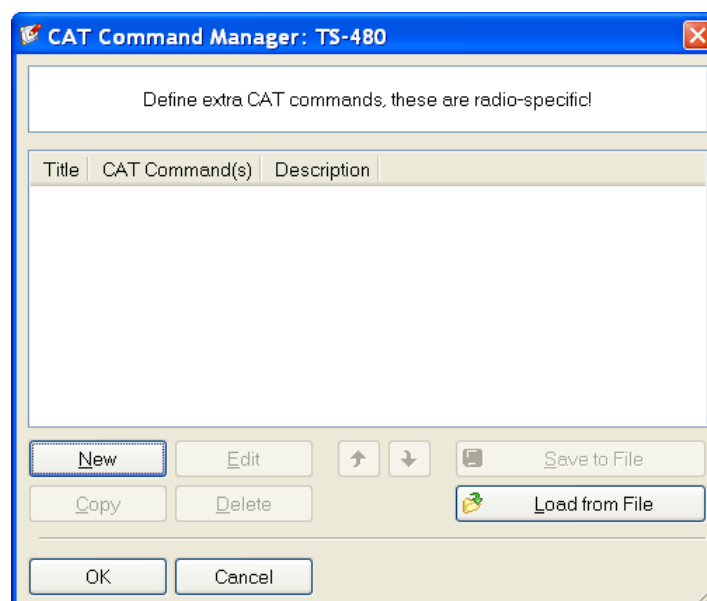 CAT Command Manager: TS-480
Define extra CAT commands, these are radio-specific!
Title CAT Command(s) Description
New Edit Save to File
Copy Delete Load from File
OK Cancel